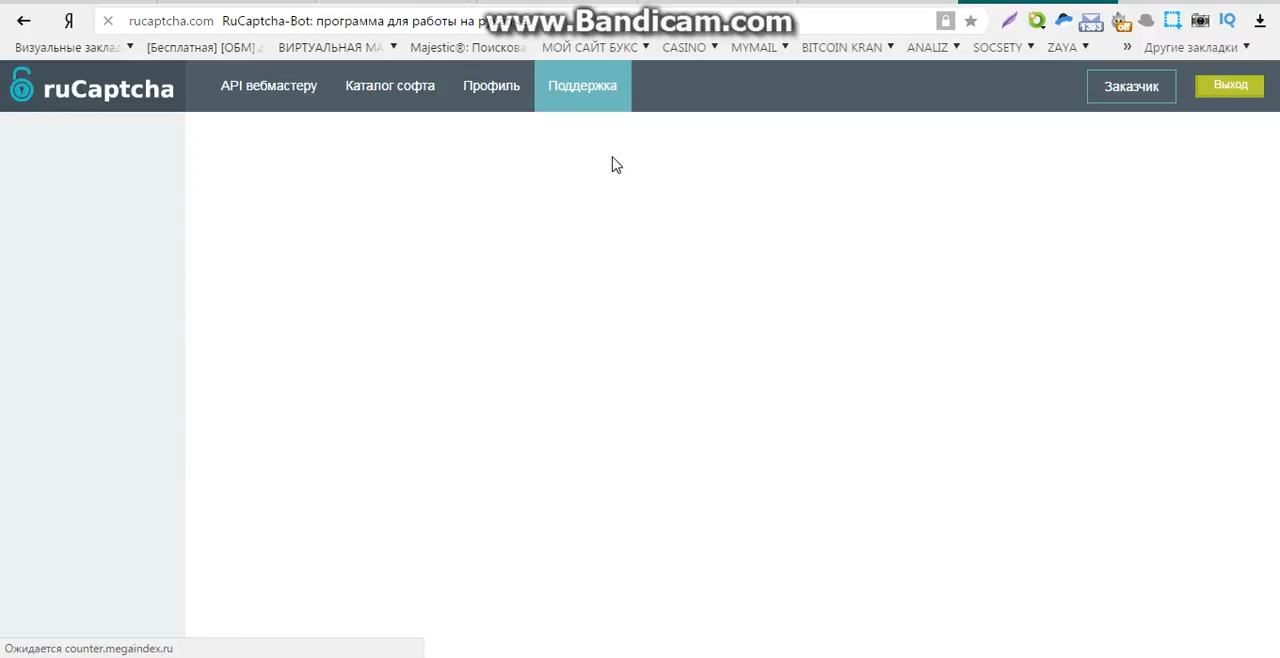 www.Bandicam.com
Я rucaptcha.com RuCaptcha-Bot: программа для работы на
Визуальные заклад [Бесплатная] [ОБМ] ВИРТУАЛЬНАЯ МА Majestic®: Поискова МОЙ САЙТ БУКС CASINO MYMAIL BITCOIN KRAN ANALIZ SOCSETY ZAYA » Другие закладки
ruCaptcha API вебмастеру Каталог софта Профиль Поддержка Заказчик Выход
Ожидается counter.megaindex.ru